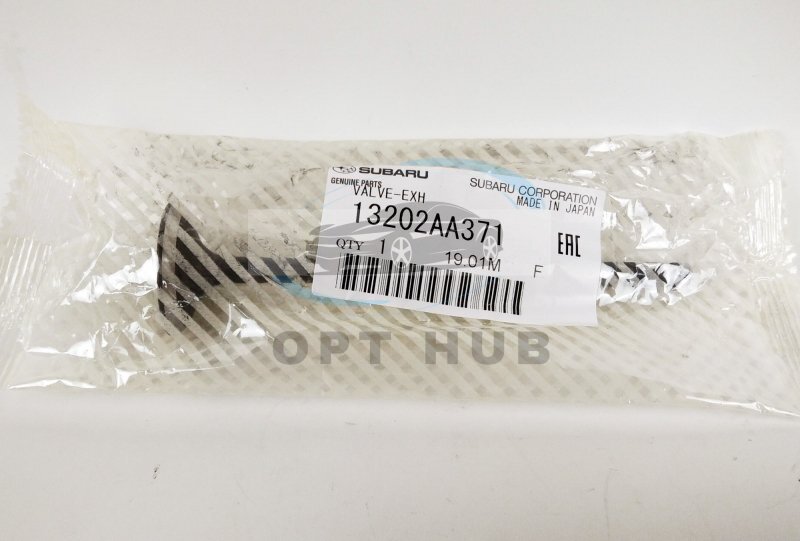 SUBARU
SUBARU CORPORATION
GENUINE PARTS
MADE IN JAPAN
VALVE-EXH
13202AA371
EAC
QTY 1
19.01M
F
OPT HUB